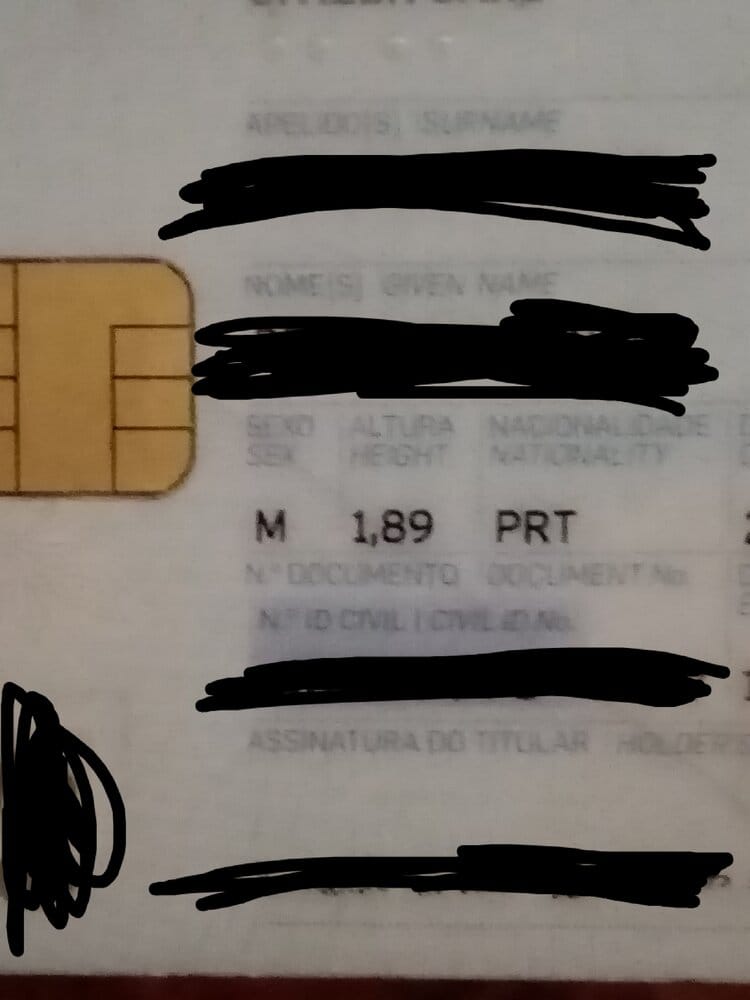 APELIDO[S] SURNAME
NOME[S] GIVEN NAME
SEXO ALTURA NACIONALIDADE
SEX HEIGHT NATIONALITY
M 1,89 PRT
N.º DOCUMENTO DOCUMENT No.
N.º ID CIVIL | CIVIL ID No.
ASSINATURA DO TITULAR HOLDER